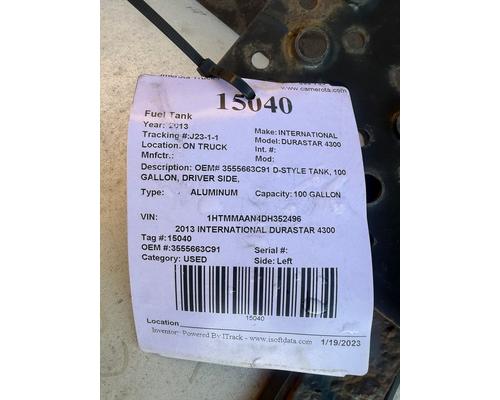 www.camerota.com
15040
Fuel Tank
Year: 2013
Make: INTERNATIONAL
Tracking #:J23-1-1
Model: DURASTAR 4300
Location: ON TRUCK
Int. #:
Mnfctr.:
Mod:
Description: OEM# 3555663C91 D-STYLE TANK, 100
GALLON, DRIVER SIDE,
Type: ALUMINUM
Capacity: 100 GALLON
VIN: 1HTMMAAN4DH352496
2013 INTERNATIONAL DURASTAR 4300
Tag #: 15040
OEM #:3555663C91
Serial #:
Category: USED
Side: Left
15040
Location
Inventory Powered By ITrack - www.isoftdata.com
1/19/2023